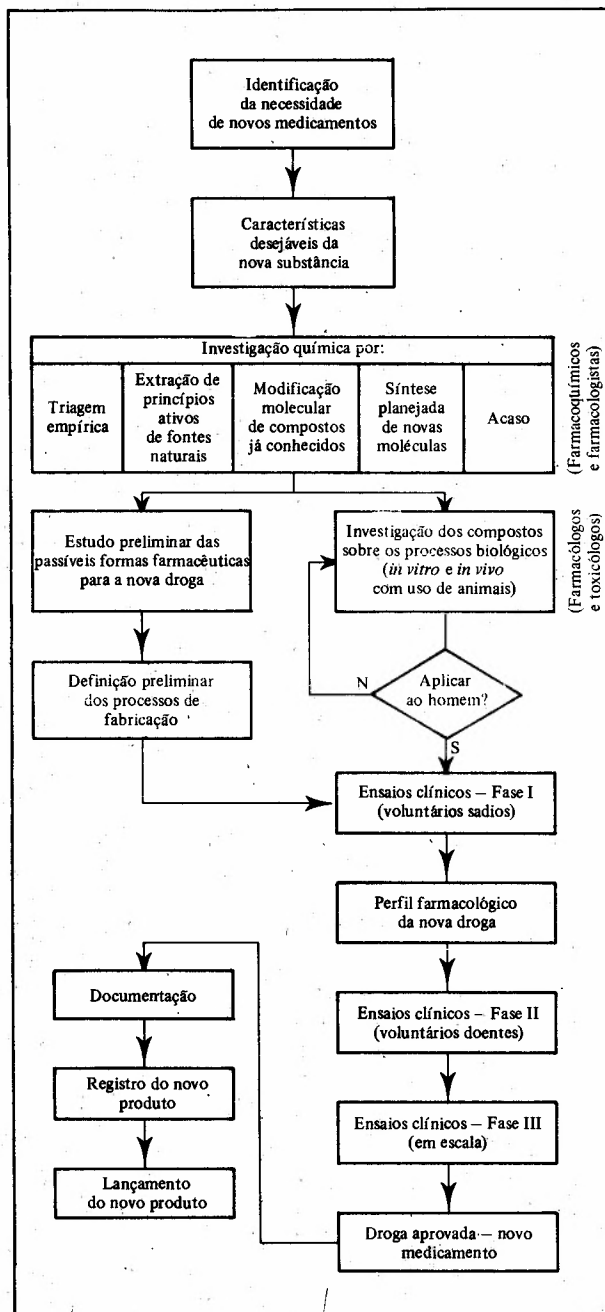 Identificação
da necessidade
de novos medicamentos
Características
desejáveis da
nova substância
Investigação química por:
Triagem
empírica
Extração de
princípios
ativos
de fontes
naturais
Modificação
molecular
de compostos
já conhecidos
Síntese
planejada
de novas
moléculas
Acaso
(Farmacoquímicos
e farmacologistas)
Estudo preliminar das
passíveis formas farmacêuticas
para a nova droga
Investigação dos compostos
sobre os processos biológicos
(in vitro e in vivo
com uso de animais)
(Farmacólogos
e toxicólogos)
Definição preliminar
dos processos de
fabricação
N
Aplicar
ao homem?
S
Ensaios clínicos – Fase I
(voluntários sadios)
Perfil farmacológico
da nova droga
Documentação
Ensaios clínicos – Fase II
(voluntários doentes)
Registro do novo
produto
Ensaios clínicos – Fase III
(em escala)
Lançamento
do novo produto
Droga aprovada – novo
medicamento